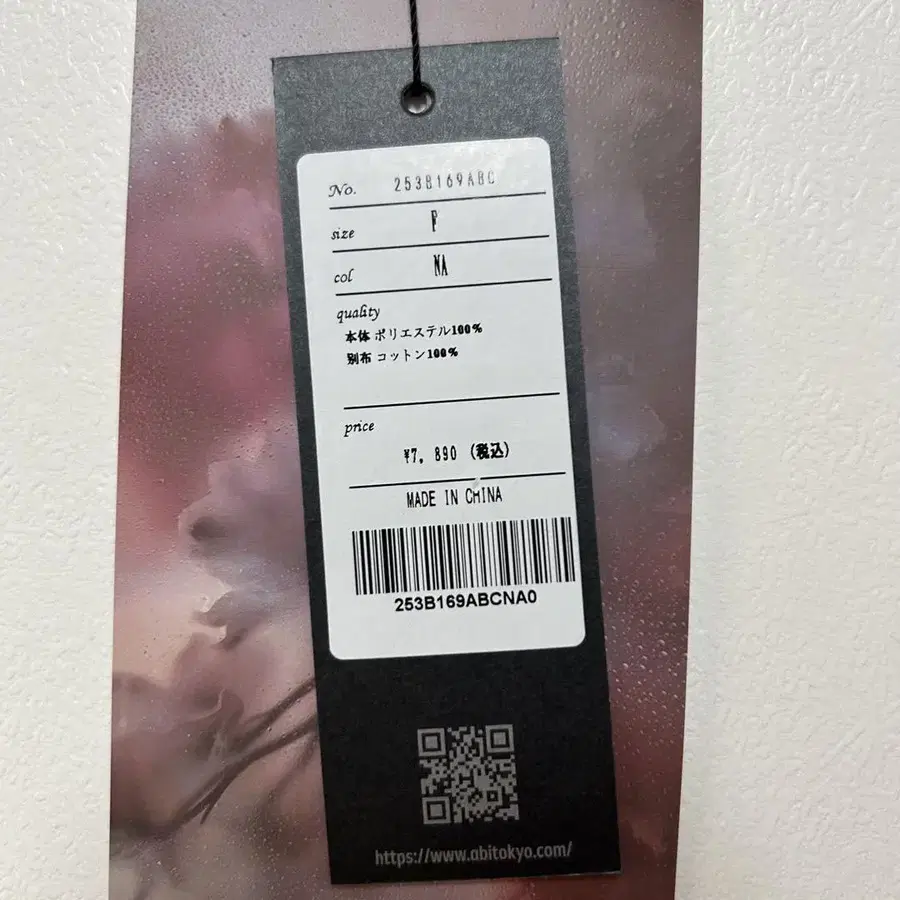 No. 253B169ABC
size F
col NA
quality
本体 ポリエステル100%
別布 コットン100%
price
¥7,890 (税込)
MADE IN CHINA
253B169ABCNA0
https://www.abitokyo.com/